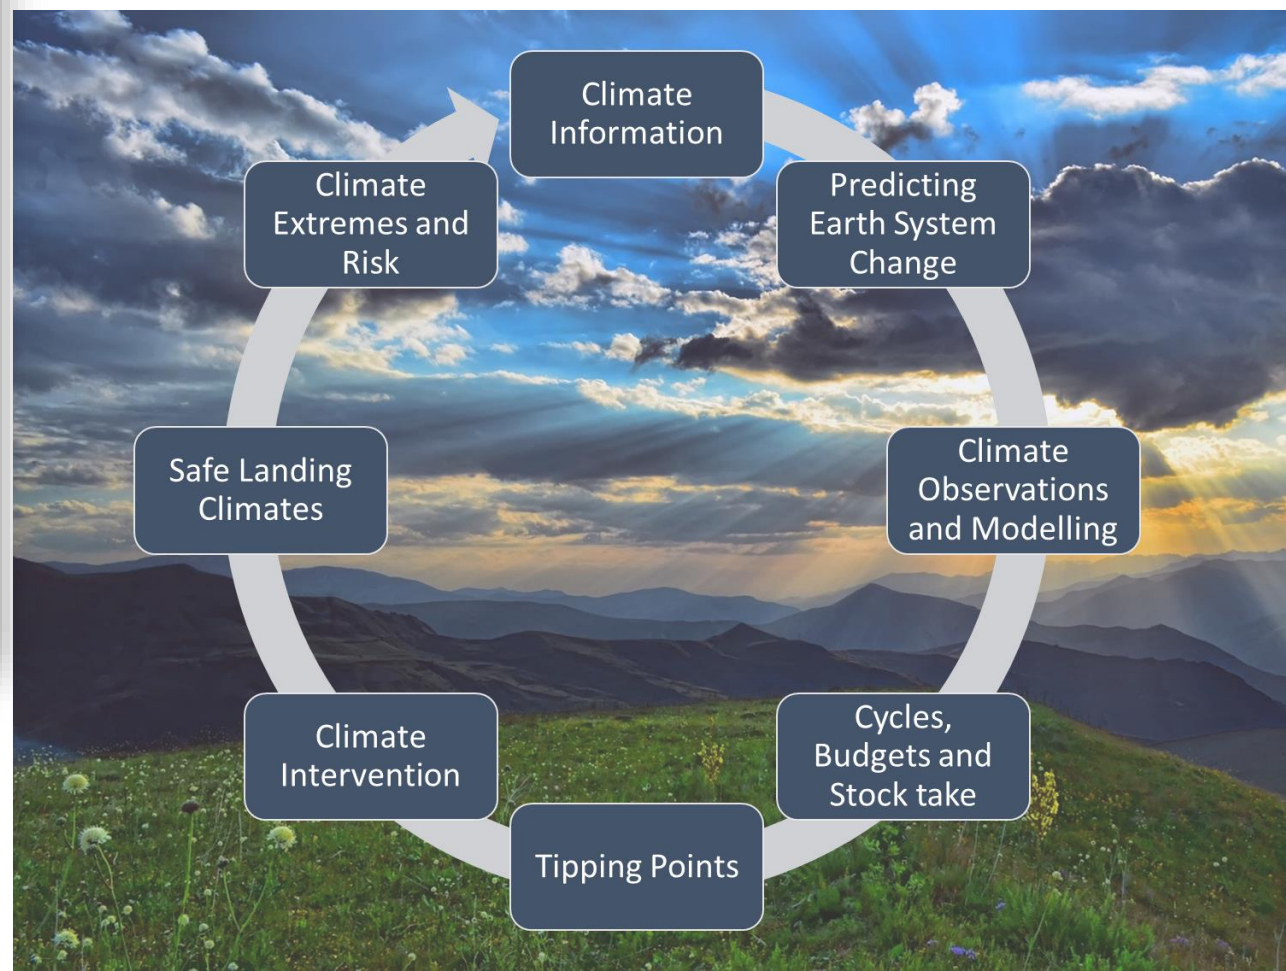 Climate
Information
Predicting
Earth System
Change
Climate
Observations
and Modelling
Cycles,
Budgets and
Stock take
Tipping Points
Climate
Intervention
Safe Landing
Climates
Climate
Extremes and
Risk